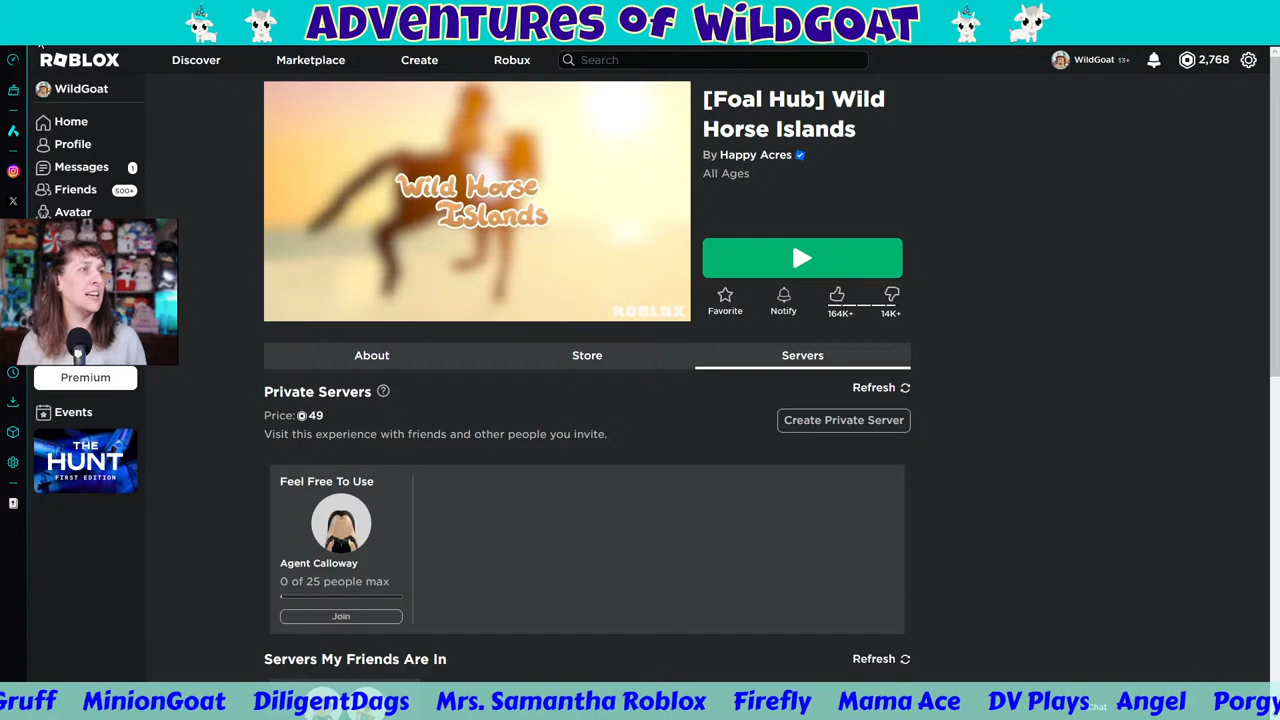 ADVENTURES OF WILDGOAT
ROBLOX
Discover
Marketplace
Create
Robux
Search
WildGoat 13+
2,768
WildGoat
Home
Profile
Messages 1
Friends 500+
Avatar
Premium
Events
THE
HUNT
FIRST EDITION
Wild Horse
Islands
ROBLOX
[Foal Hub] Wild
Horse Islands
By Happy Acres
All Ages
Favorite
Notify
164K+
14K+
About
Store
Servers
Private Servers
Refresh
Price: 49
Create Private Server
Visit this experience with friends and other people you invite.
Feel Free To Use
Agent Calloway
0 of 25 people max
Join
Servers My Friends Are In
Refresh
Chat
Gruff MinionGoat DiligentDags Mrs. Samantha Roblox Firefly Mama Ace DV Plays Angel Porgy